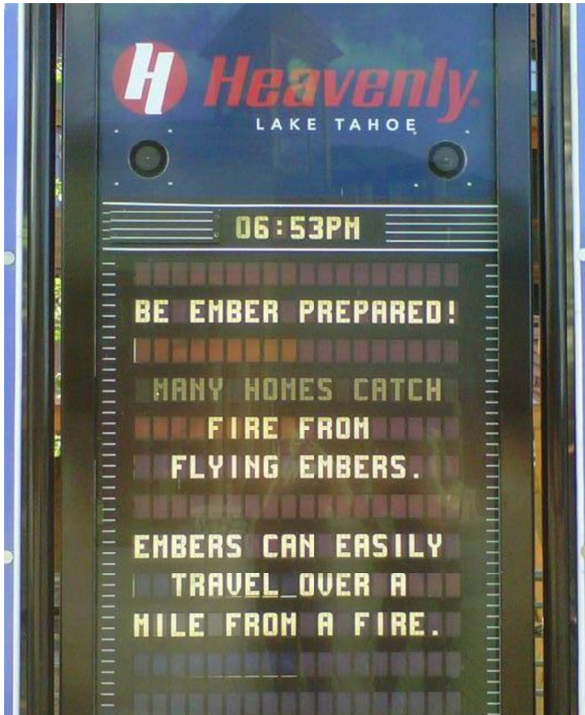 H Heavenly
LAKE TAHOE
06:53PM
BE EMBER PREPARED!
MANY HOMES CATCH
FIRE FROM
FLYING EMBERS.
EMBERS CAN EASILY
TRAVEL OVER A
MILE FROM A FIRE.